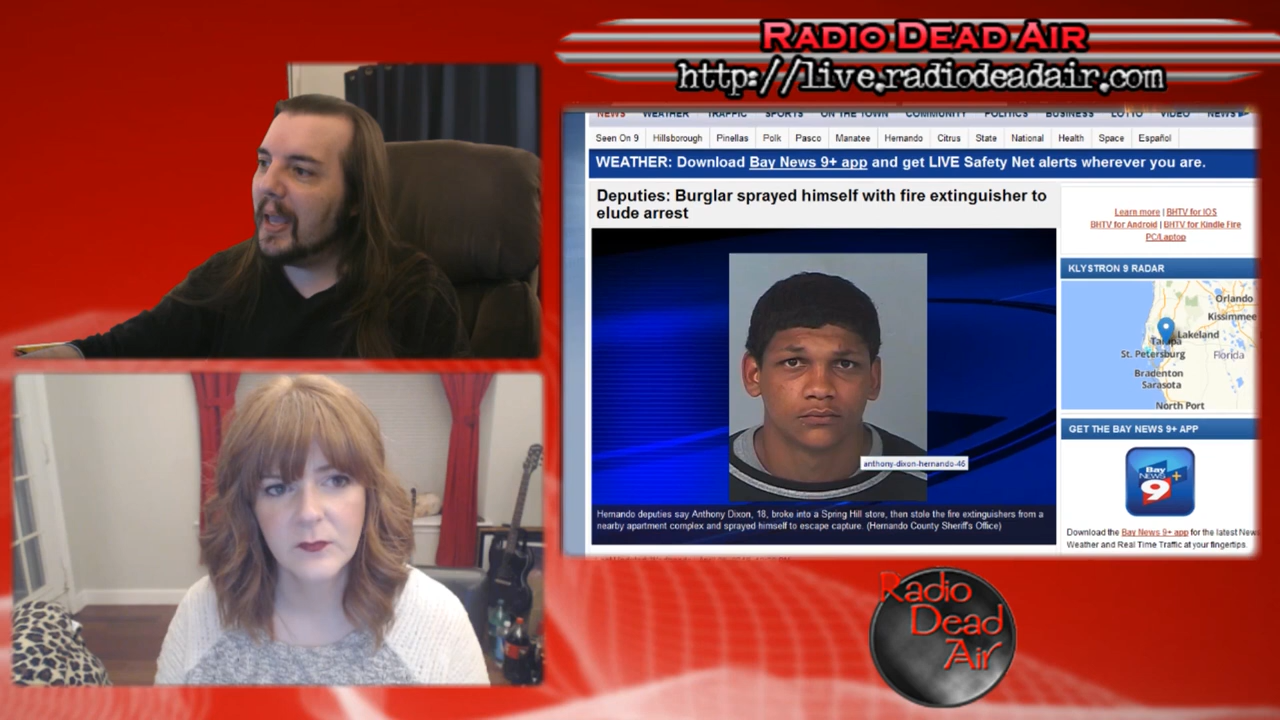 RADIO DEAD AIR
http://live.radiodeadair.com
NEWS WEATHER TRAFFIC SPORTS ON THE TOWN COMMUNITY POLITICS BUSINESS LOTTO VIDEO NEWS
Seen On 9 Hillsborough Pinellas Polk Pasco Manatee Hernando Citrus State National Health Space Español
WEATHER: Download Bay News 9+ app and get LIVE Safety Net alerts wherever you are.
Deputies: Burglar sprayed himself with fire extinguisher to
elude arrest
anthony-dixon-hernando-46
Hernando deputies say Anthony Dixon, 18, broke into a Spring Hill store, then stole the fire extinguishers from a
nearby apartment complex and sprayed himself to escape capture. (Hernando County Sheriff's Office)
Learn more | BHTV for IOS
BHTV for Android | BHTV for Kindle Fire
PC/Laptop
KLYSTRON 9 RADAR
Orlando
Kissimmee
Lakeland
Tampa
St. Petersburg
Florida
Bradenton
Sarasota
North Port
GET THE BAY NEWS 9+ APP
Bay
NEWS +
9
Download the Bay News 9+ app for the latest News
Weather and Real Time Traffic at your fingertips.
Radio
Dead
Air